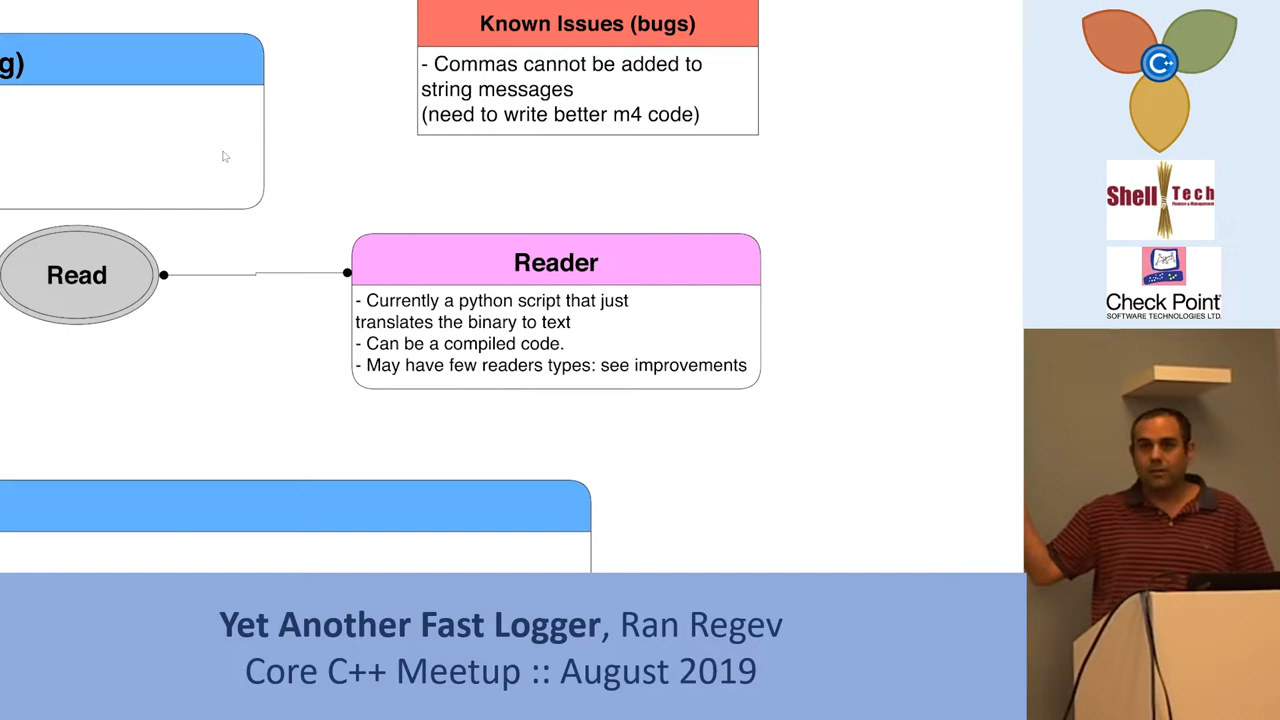 Known Issues (bugs)
- Commas cannot be added to
string messages
(need to write better m4 code)
g)
Read
Reader
- Currently a python script that just
translates the binary to text
- Can be a compiled code.
- May have few readers types: see improvements
C++
Shell Tech
Finance & Management
Check Point
SOFTWARE TECHNOLOGIES LTD.
Yet Another Fast Logger, Ran Regev
Core C++ Meetup :: August 2019